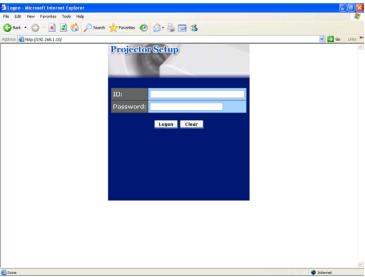 Logon - Microsoft Internet Explorer
File Edit View Favorites Tools Help
Back Search Favorites
Address http://192.168.1.10/ Go Links »
Projector Setup
ID:
Password:
Logon Clear
Done Internet